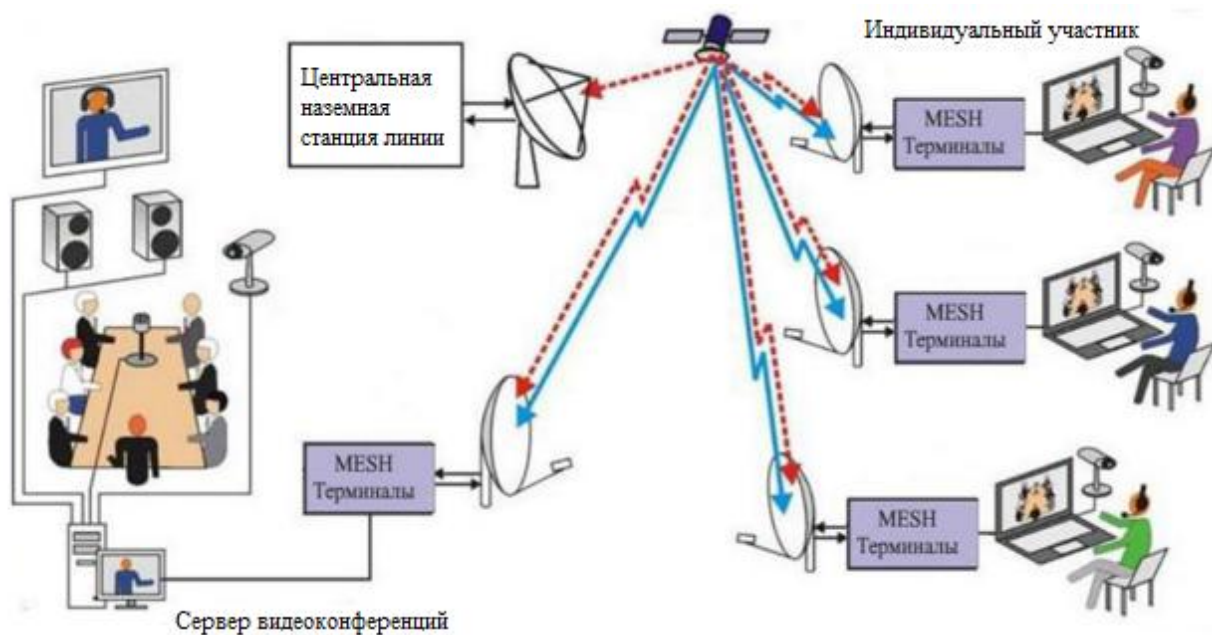 Индивидуальный участник
Центральная
наземная
станция линии
MESH
Терминалы
MESH
Терминалы
MESH
Терминалы
MESH
Терминалы
Сервер видеоконференций